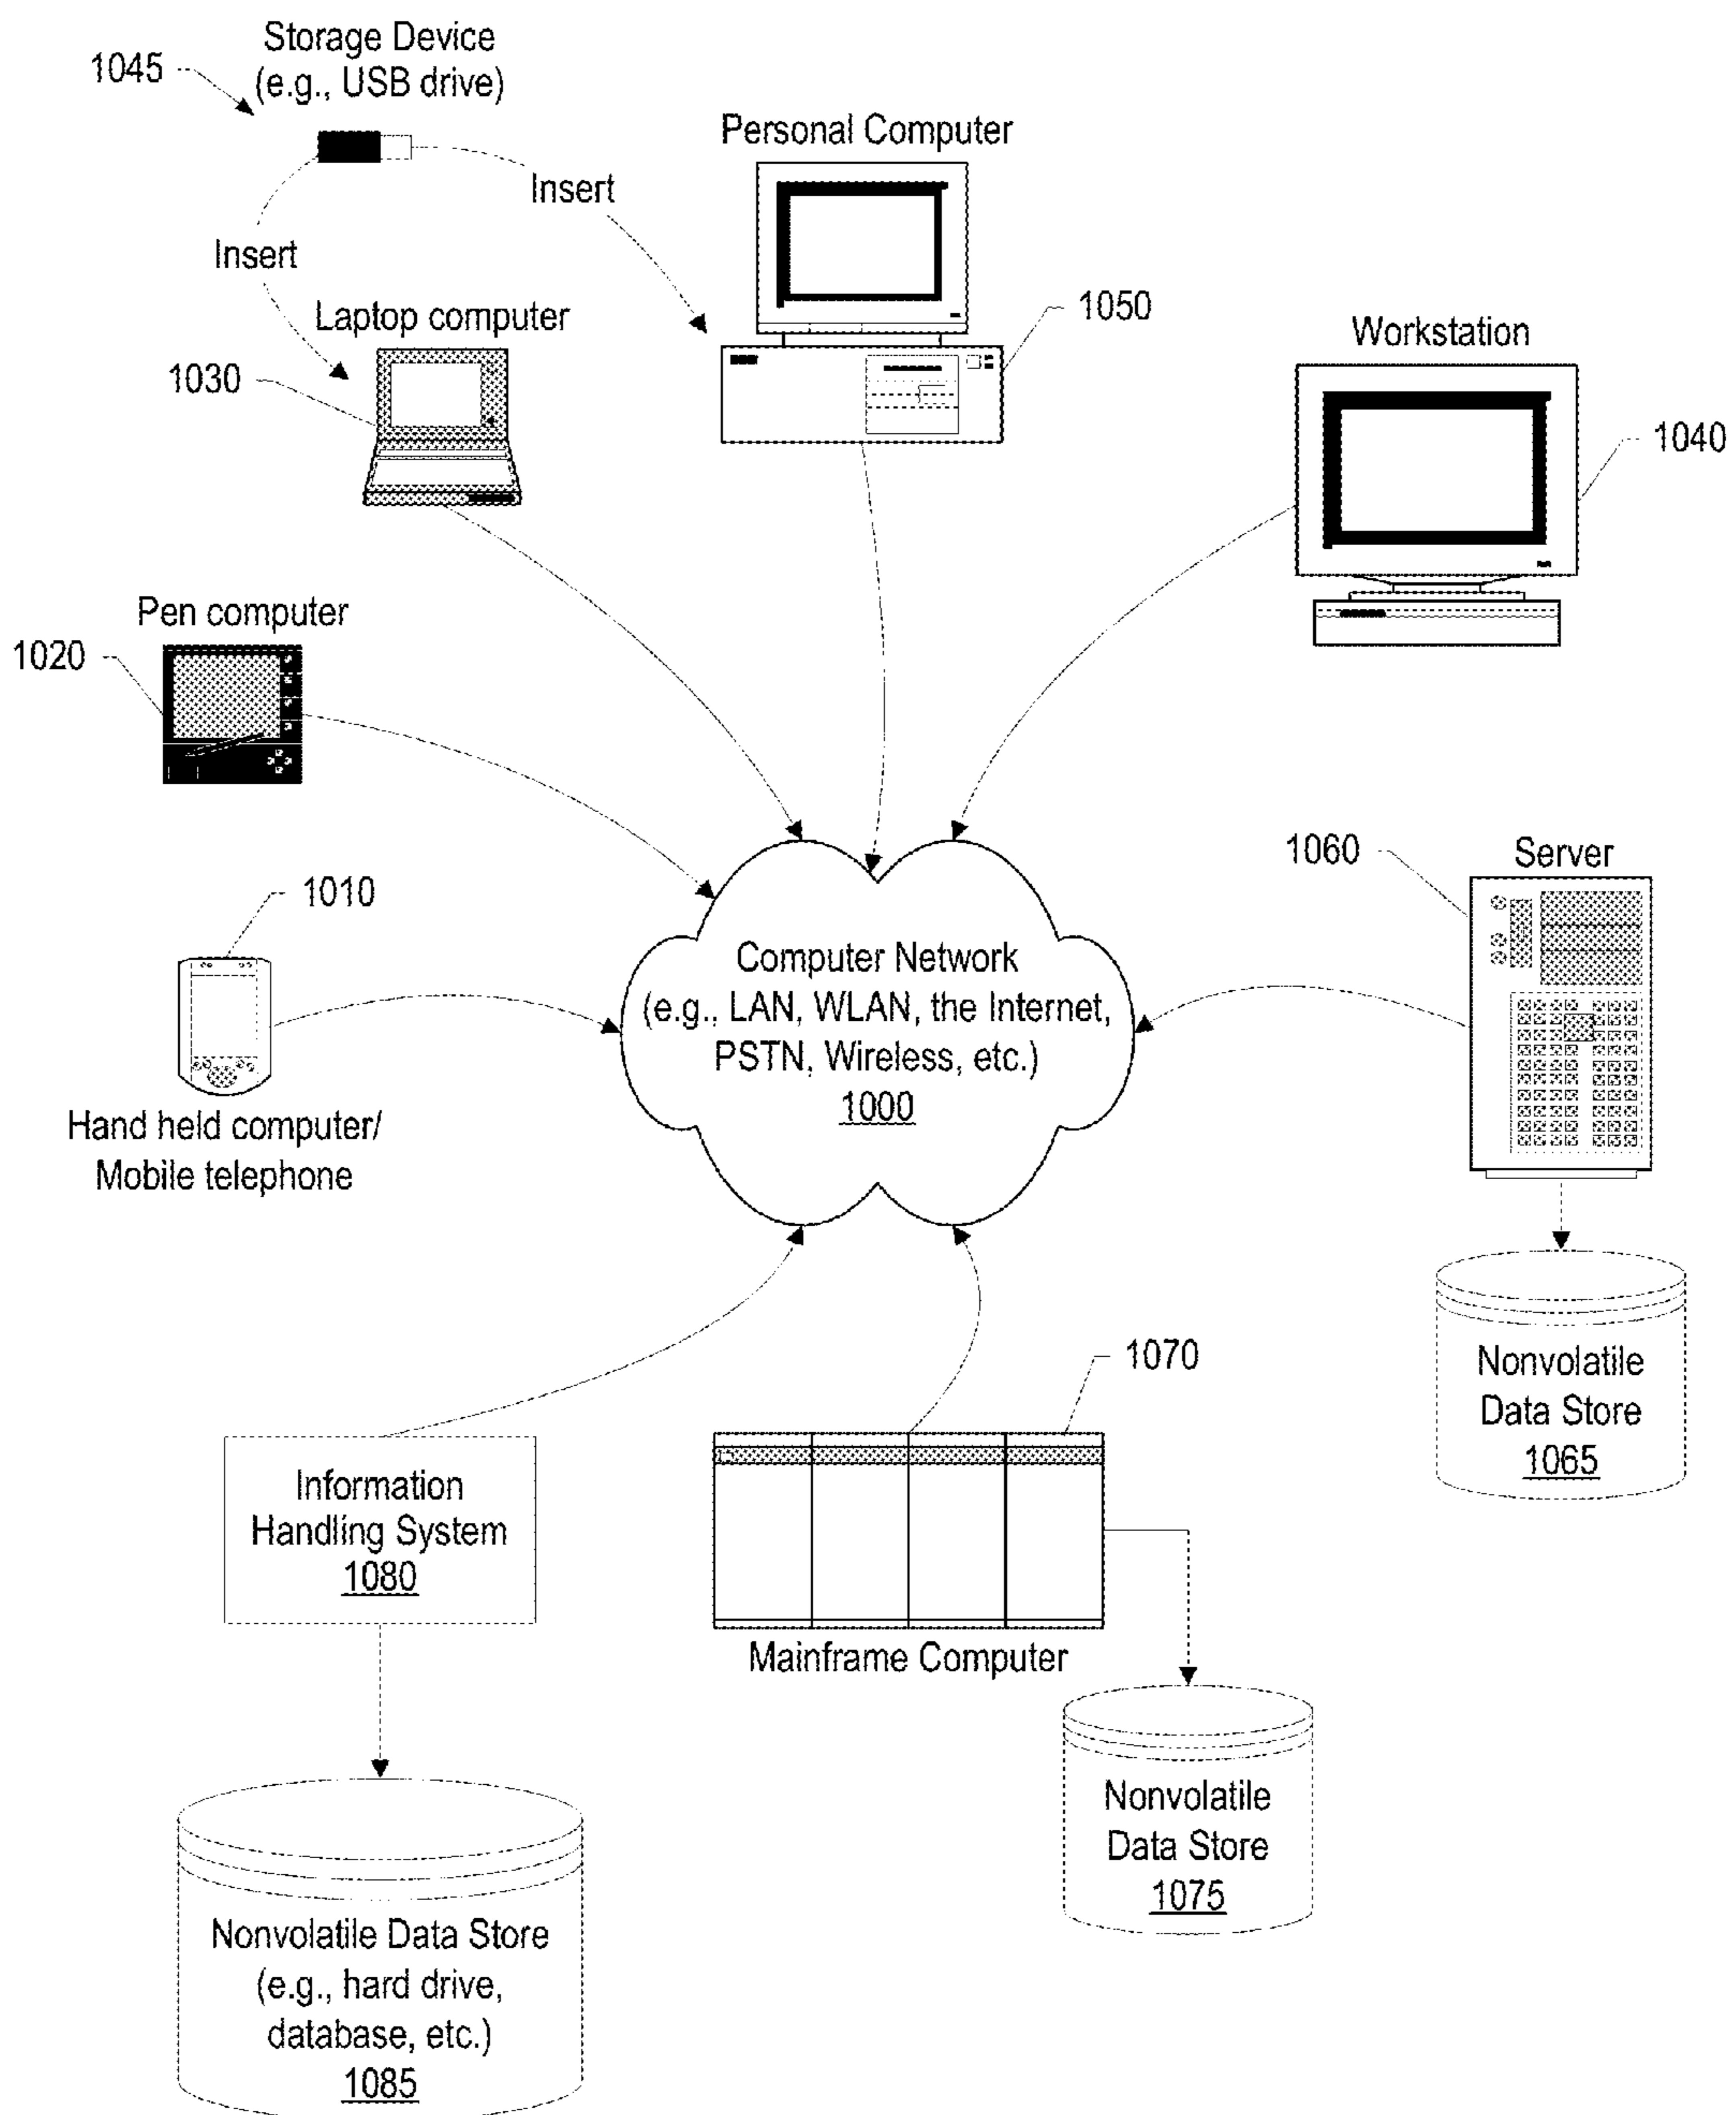 Storage Device
(e.g., USB drive)
1045
Personal Computer
Insert
Insert
1050
Laptop computer
1030
Workstation
1040
Pen computer
1020
1060
Server
1010
Computer Network
(e.g., LAN, WLAN, the Internet,
PSTN, Wireless, etc.)
1000
Hand held computer/
Mobile telephone
1070
Nonvolatile
Data Store
1065
Information
Handling System
1080
Mainframe Computer
Nonvolatile
Data Store
1075
Nonvolatile Data Store
(e.g., hard drive,
database, etc.)
1085